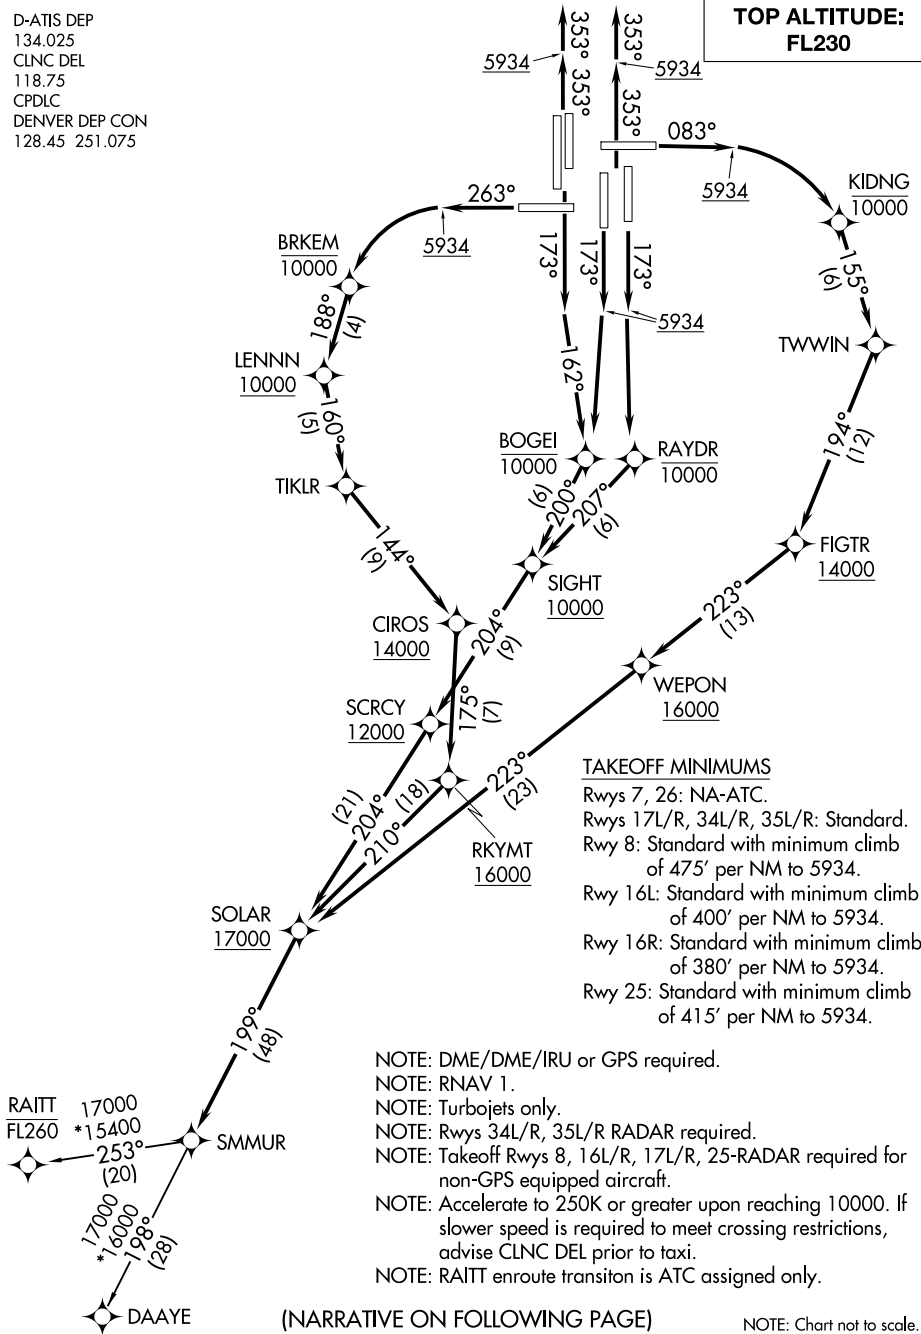 D-ATIS DEP
134.025
CLNC DEL
118.75
CPDLC
DENVER DEP CON
128.45 251.075
TOP ALTITUDE:
FL230
353°
353°
5934
353°
353°
5934
083°
5934
KIDNG
10000
155°
(6)
TWWIN
194°
(12)
FIGTR
14000
223°
(13)
WEPON
16000
223°
(23)
263°
5934
BRKEM
10000
188°
(4)
LENNN
10000
160°
(5)
TIKLR
144°
(9)
CIROS
14000
175°
(7)
RKYMT
16000
210°
(18)
173°
173°
173°
5934
162°
BOGEI
10000
RAYDR
10000
200°
(6)
207°
(6)
SIGHT
10000
204°
(9)
SCRCY
12000
204°
(21)
SOLAR
17000
199°
(48)
SMMUR
RAITT
FL260
17000
*15400
253°
(20)
17000
*16000
198°
(28)
DAAYE
TAKEOFF MINIMUMS
Rwys 7, 26: NA-ATC.
Rwys 17L/R, 34L/R, 35L/R: Standard.
Rwy 8: Standard with minimum climb
of 475' per NM to 5934.
Rwy 16L: Standard with minimum climb
of 400' per NM to 5934.
Rwy 16R: Standard with minimum climb
of 380' per NM to 5934.
Rwy 25: Standard with minimum climb
of 415' per NM to 5934.
NOTE: DME/DME/IRU or GPS required.
NOTE: RNAV 1.
NOTE: Turbojets only.
NOTE: Rwys 34L/R, 35L/R RADAR required.
NOTE: Takeoff Rwys 8, 16L/R, 17L/R, 25-RADAR required for
non-GPS equipped aircraft.
NOTE: Accelerate to 250K or greater upon reaching 10000. If
slower speed is required to meet crossing restrictions,
advise CLNC DEL prior to taxi.
NOTE: RAITT enroute transiton is ATC assigned only.
(NARRATIVE ON FOLLOWING PAGE)
NOTE: Chart not to scale.